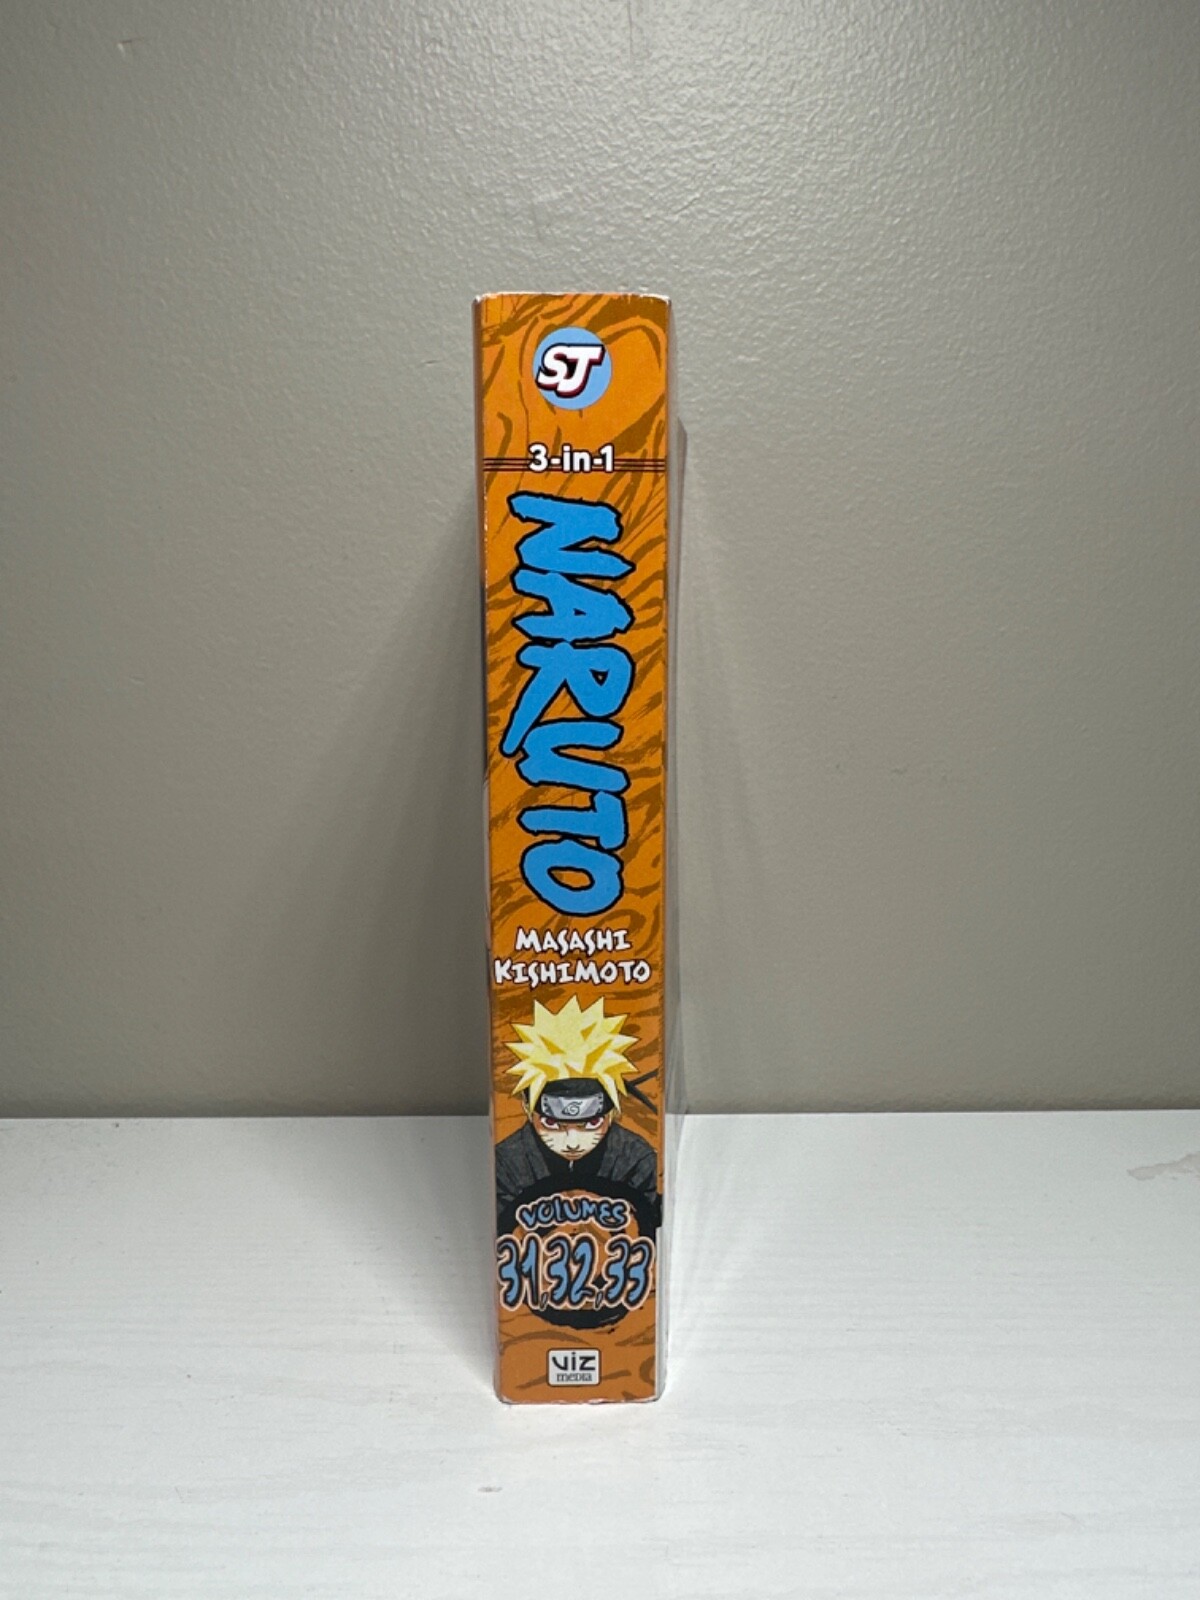 SJ
3-in-1
NARUTO
MASASHI
KISHIMOTO
VOLUMES
31,32,33
VIZ
MEDIA